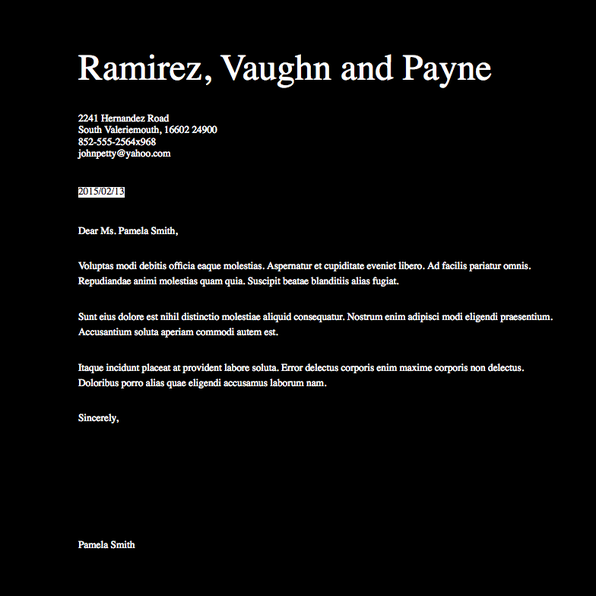 Ramirez, Vaughn and Payne
2241 Hernandez Road
South Valeriemouth, 16602 24900
852-555-2564x968
johnpetty@yahoo.com
2015/02/13
Dear Ms. Pamela Smith,
Voluptas modi debitis officia eaque molestias. Aspernatur et cupiditate eveniet libero. Ad facilis pariatur omnis.
Repudiandae animi molestias quam quia. Suscipit beatae blanditiis alias fugiat.
Sunt eius dolore est nihil distinctio molestiae aliquid consequatur. Nostrum enim adipisci modi eligendi praesentium.
Accusantium soluta aperiam commodi autem est.
Itaque incidunt placeat at provident labore soluta. Error delectus corporis enim maxime corporis non delectus.
Doloribus porro alias quae eligendi accusamus laborum nam.
Sincerely,
Pamela Smith